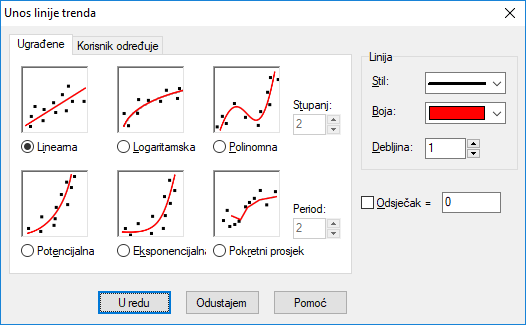 Unos linije trenda
Ugrađene Korisnik određuje
Linearna Logaritamska Polinomna
Stupanj:
2
Potencijalna Eksponencijalna Pokretni prosjek
Period:
2
Linija
Stil:
Boja:
Debljina: 1
Odsječak = 0
U redu Odustajem Pomoć